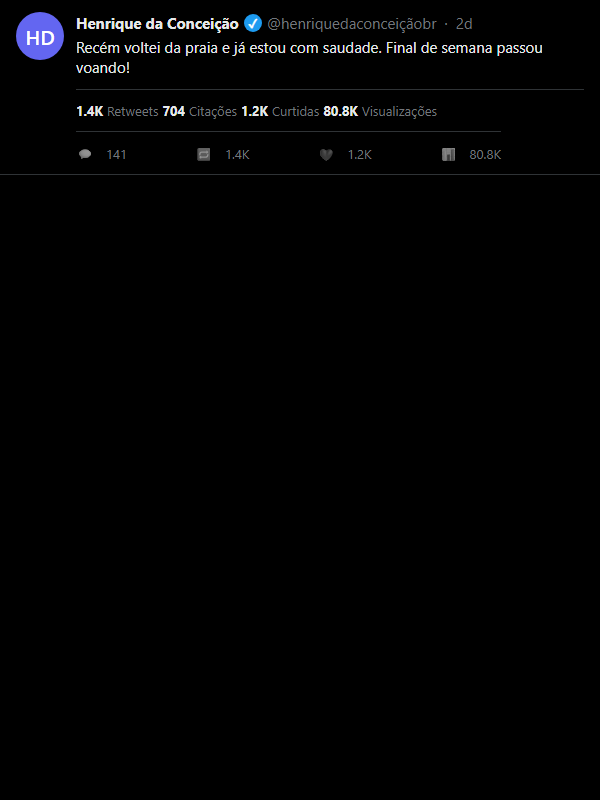 HD
Henrique da Conceição @henriquedaconceiçãobr · 2d
Recém voltei da praia e já estou com saudade. Final de semana passou
voando!
1.4K Retweets 704 Citações 1.2K Curtidas 80.8K Visualizações
141 1.4K 1.2K 80.8K